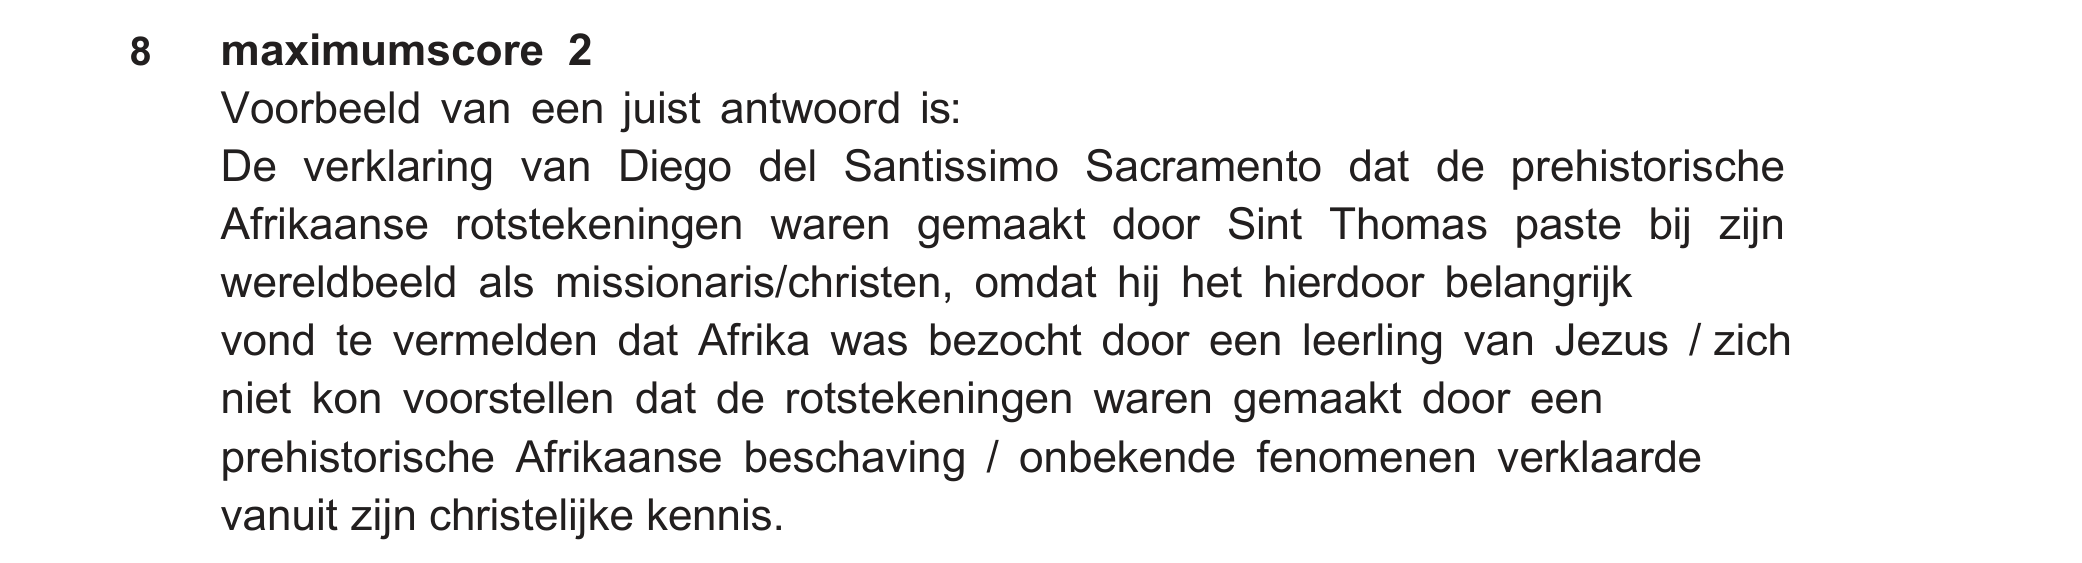 8 maximumscore 2
Voorbeeld van een juist antwoord is:
De verklaring van Diego del Santissimo Sacramento dat de prehistorische
Afrikaanse rotstekeningen waren gemaakt door Sint Thomas paste bij zijn
wereldbeeld als missionaris/christen, omdat hij het hierdoor belangrijk
vond te vermelden dat Afrika was bezocht door een leerling van Jezus / zich
niet kon voorstellen dat de rotstekeningen waren gemaakt door een
prehistorische Afrikaanse beschaving / onbekende fenomenen verklaarde
vanuit zijn christelijke kennis.